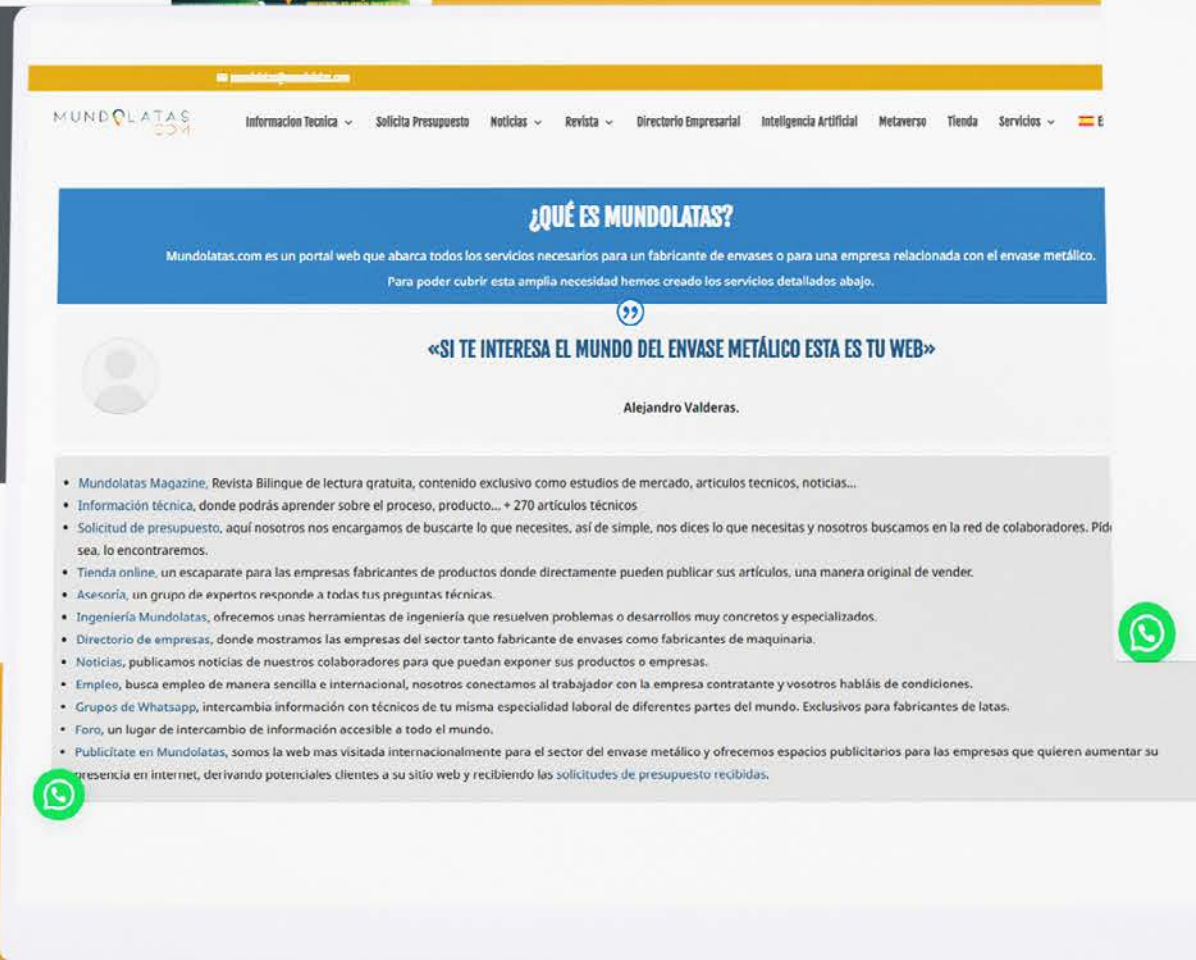 MUNDOLATAS
.COM
Informacion Tecnica
Solicita Presupuesto
Noticias
Revista
Directorio Empresarial
Inteligencia Artificial
Metaverso
Tienda
Servicios
E
¿QUÉ ES MUNDOLATAS?
Mundolatas.com es un portal web que abarca todos los servicios necesarios para un fabricante de envases o para una empresa relacionada con el envase metálico.
Para poder cubrir esta amplia necesidad hemos creado los servicios detallados abajo.
«SI TE INTERESA EL MUNDO DEL ENVASE METÁLICO ESTA ES TU WEB»
Alejandro Valderas.
• Mundolatas Magazine, Revista Bilingue de lectura gratuita, contenido exclusivo como estudios de mercado, articulos tecnicos, noticias...
• Información técnica, donde podrás aprender sobre el proceso, producto... + 270 artículos técnicos
• Solicitud de presupuesto, aquí nosotros nos encargamos de buscarte lo que necesites, así de simple, nos dices lo que necesitas y nosotros buscamos en la red de colaboradores. Píd
sea, lo encontraremos.
• Tienda online, un escaparate para las empresas fabricantes de productos donde directamente pueden publicar sus artículos, una manera original de vender.
• Asesoría, un grupo de expertos responde a todas tus preguntas técnicas.
• Ingeniería Mundolatas, ofrecemos unas herramientas de ingeniería que resuelven problemas o desarrollos muy concretos y especializados.
• Directorio de empresas, donde mostramos las empresas del sector tanto fabricante de envases como fabricantes de maquinaria.
• Noticias, publicamos noticias de nuestros colaboradores para que puedan exponer sus productos o empresas.
• Empleo, busca empleo de manera sencilla e internacional, nosotros conectamos al trabajador con la empresa contratante y vosotros habláis de condiciones.
• Grupos de Whatsapp, intercambia información con técnicos de tu misma especialidad laboral de diferentes partes del mundo. Exclusivos para fabricantes de latas.
• Foro, un lugar de intercambio de información accesible a todo el mundo.
• Publicítate en Mundolatas, somos la web mas visitada internacionalmente para el sector del envase metálico y ofrecemos espacios publicitarios para las empresas que quieren aumentar su
presencia en internet, derivando potenciales clientes a su sitio web y recibiendo las solicitudes de presupuesto recibidas.